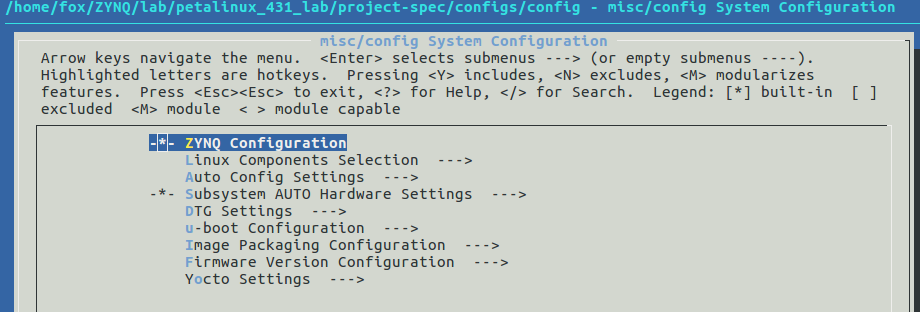 /home/fox/ZYNQ/lab/petalinux_431_lab/project-spec/configs/config - misc/config System Configuration
misc/config System Configuration
Arrow keys navigate the menu.  <Enter> selects submenus ---> (or empty submenus ----).
Highlighted letters are hotkeys.  Pressing <Y> includes, <N> excludes, <M> modularizes
features.  Press <Esc><Esc> to exit, <?> for Help, </> for Search.  Legend: [*] built-in  [ ]
excluded  <M> module  < > module capable
-*- ZYNQ Configuration
Linux Components Selection  --->
Auto Config Settings  --->
-*- Subsystem AUTO Hardware Settings  --->
DTG Settings  --->
u-boot Configuration  --->
Image Packaging Configuration  --->
Firmware Version Configuration  --->
Yocto Settings  --->